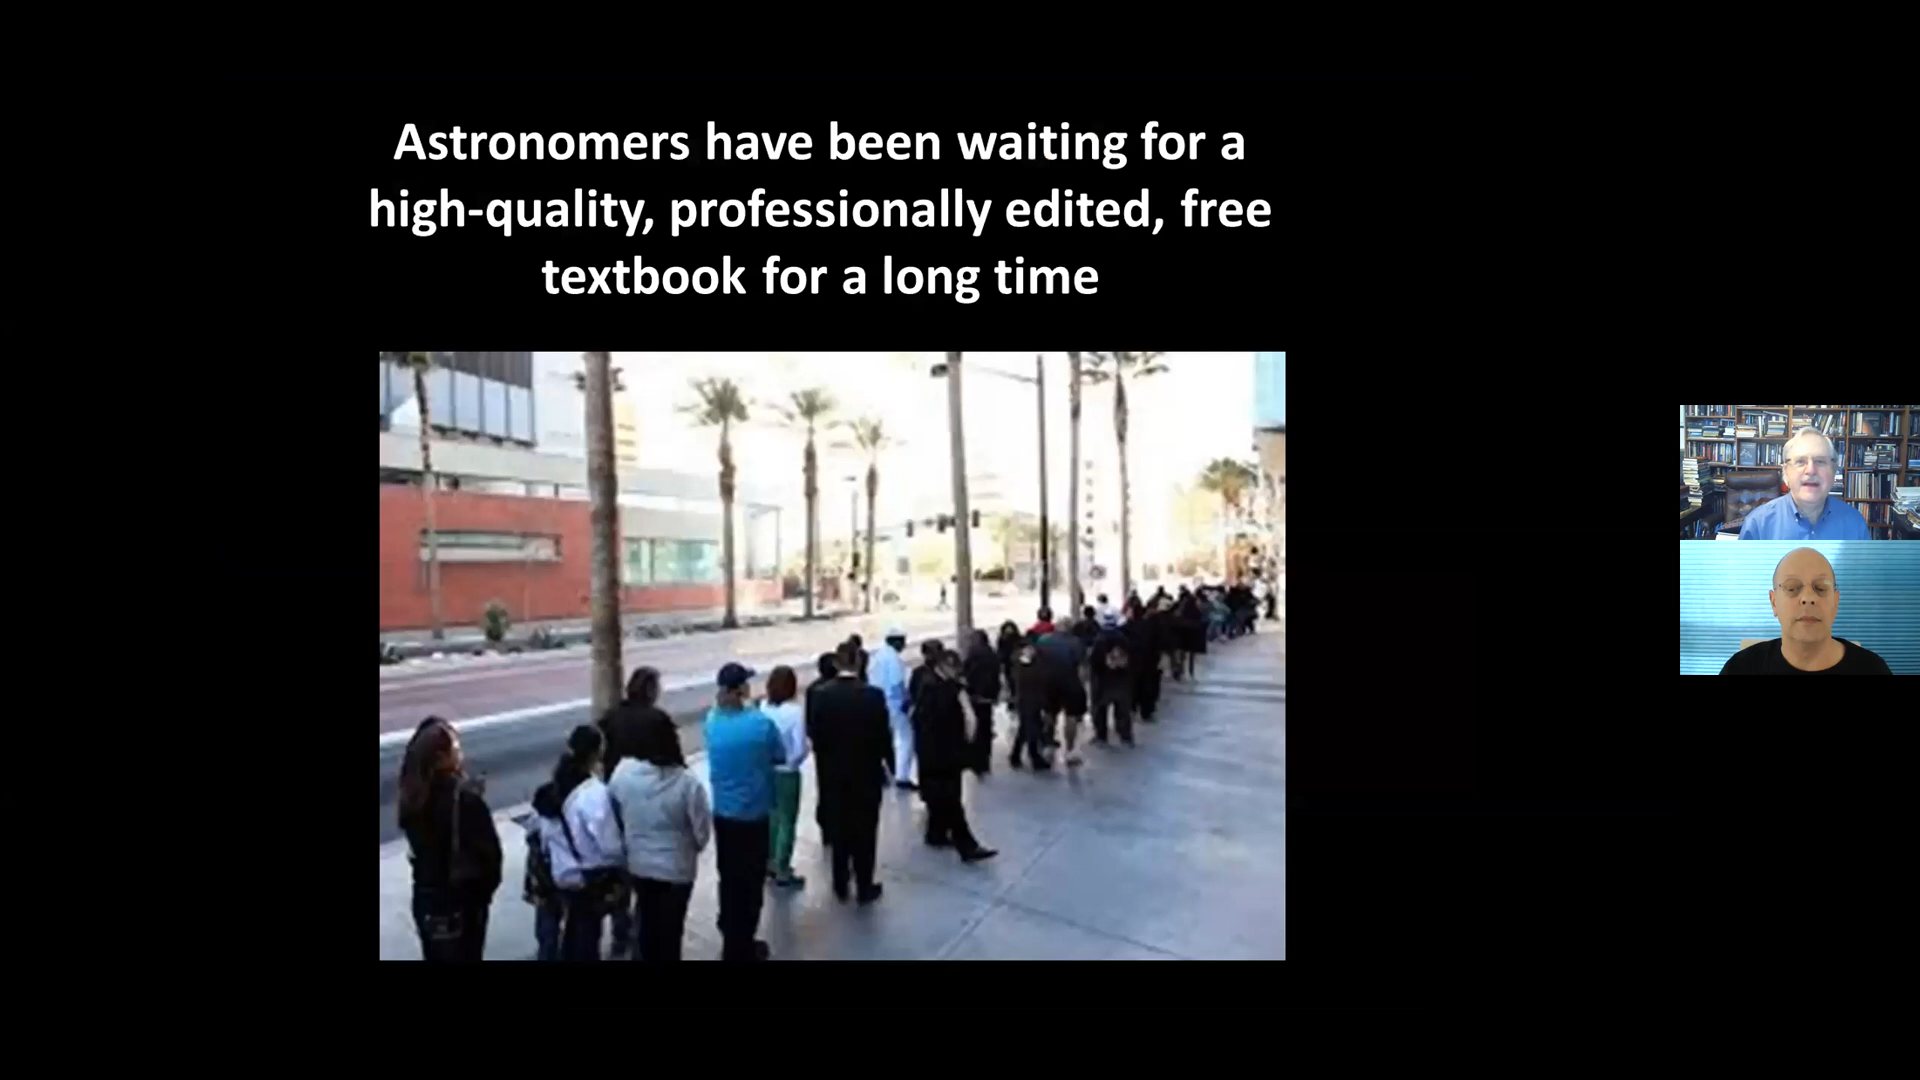 Astronomers have been waiting for a
high-quality, professionally edited, free
textbook for a long time